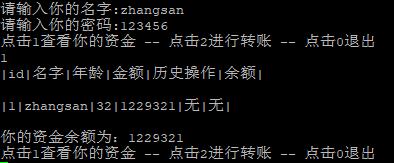 请输入你的名字:zhangsan
请输入你的密码:123456
点击1查看你的资金 -- 点击2进行转账 -- 点击0退出
1
|id|名字|年龄|金额|历史操作|余额|
|1|zhangsan|32|1229321|无|无|
你的资金余额为: 1229321
点击1查看你的资金 -- 点击2进行转账 -- 点击0退出